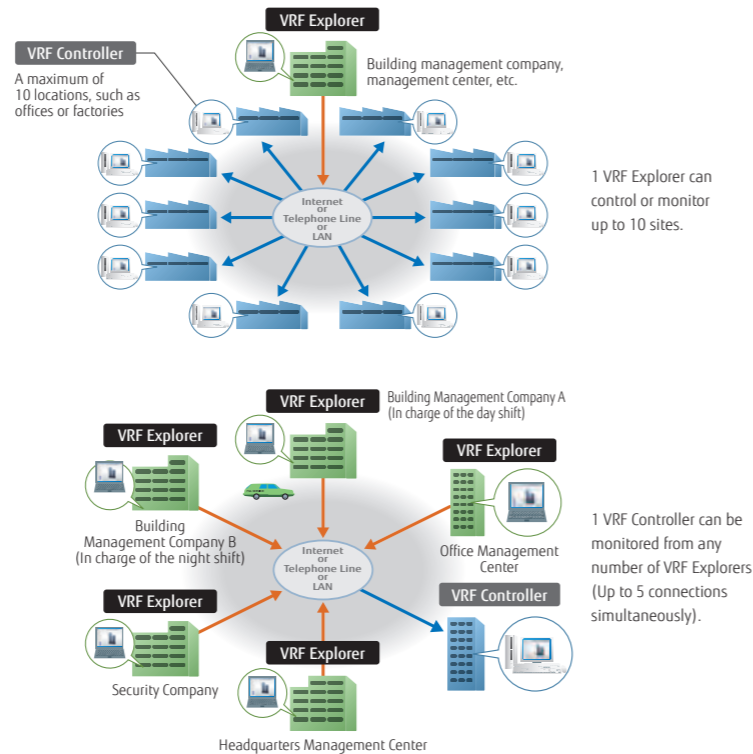 VRF Explorer
VRF Controller
A maximum of
10 locations, such as
offices or factories
Building management company,
management center, etc.
Internet
or
Telephone Line
or
LAN
1 VRF Explorer can
control or monitor
up to 10 sites.
VRF Explorer
Building Management Company A
(In charge of the day shift)
VRF Explorer
Building
Management Company B
(In charge of the night shift)
VRF Explorer
Office Management
Center
Internet
or
Telephone Line
or
LAN
1 VRF Controller can be
monitored from any
number of VRF Explorers
(Up to 5 connections
simultaneously).
VRF Explorer
Security Company
VRF Controller
VRF Explorer
Headquarters Management Center